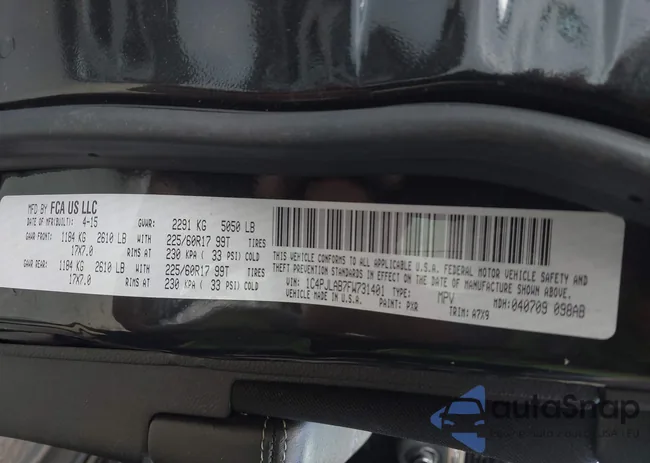 MFD BY FCA US LLC
DATE OF MFR(BUILT): 4-15 GVWR: 2291 KG 5050 LB
GAWR FRONT: 1184 KG 2610 LB WITH 225/60R17 99T TIRES
17X7.0 RIMS AT 230 KPA ( 33 PSI) COLD
GAWR REAR: 1184 KG 2610 LB WITH 225/60R17 99T TIRES
17X7.0 RIMS AT 230 KPA ( 33 PSI) COLD
THIS VEHICLE CONFORMS TO ALL APPLICABLE U.S.A. FEDERAL MOTOR VEHICLE SAFETY AND
THEFT PREVENTION STANDARDS IN EFFECT ON THE DATE OF MANUFACTURE SHOWN ABOVE.
VIN: 1C4PJLAB7FW731401 TYPE: MPV MDH: 040709 098AB
VEHICLE MADE IN U.S.A. PAINT: PXR TRIM: A7X9
autoSnap